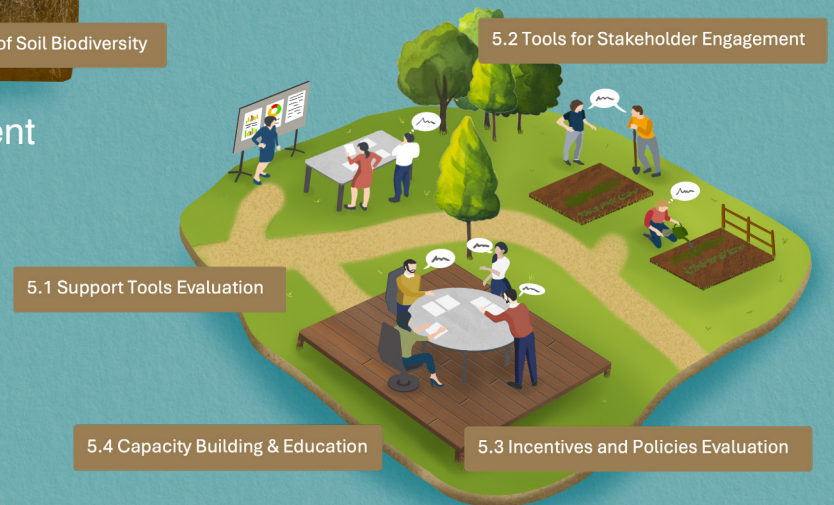 of Soil Biodiversity
5.2 Tools for Stakeholder Engagement
ent
5.1 Support Tools Evaluation
5.4 Capacity Building & Education
5.3 Incentives and Policies Evaluation